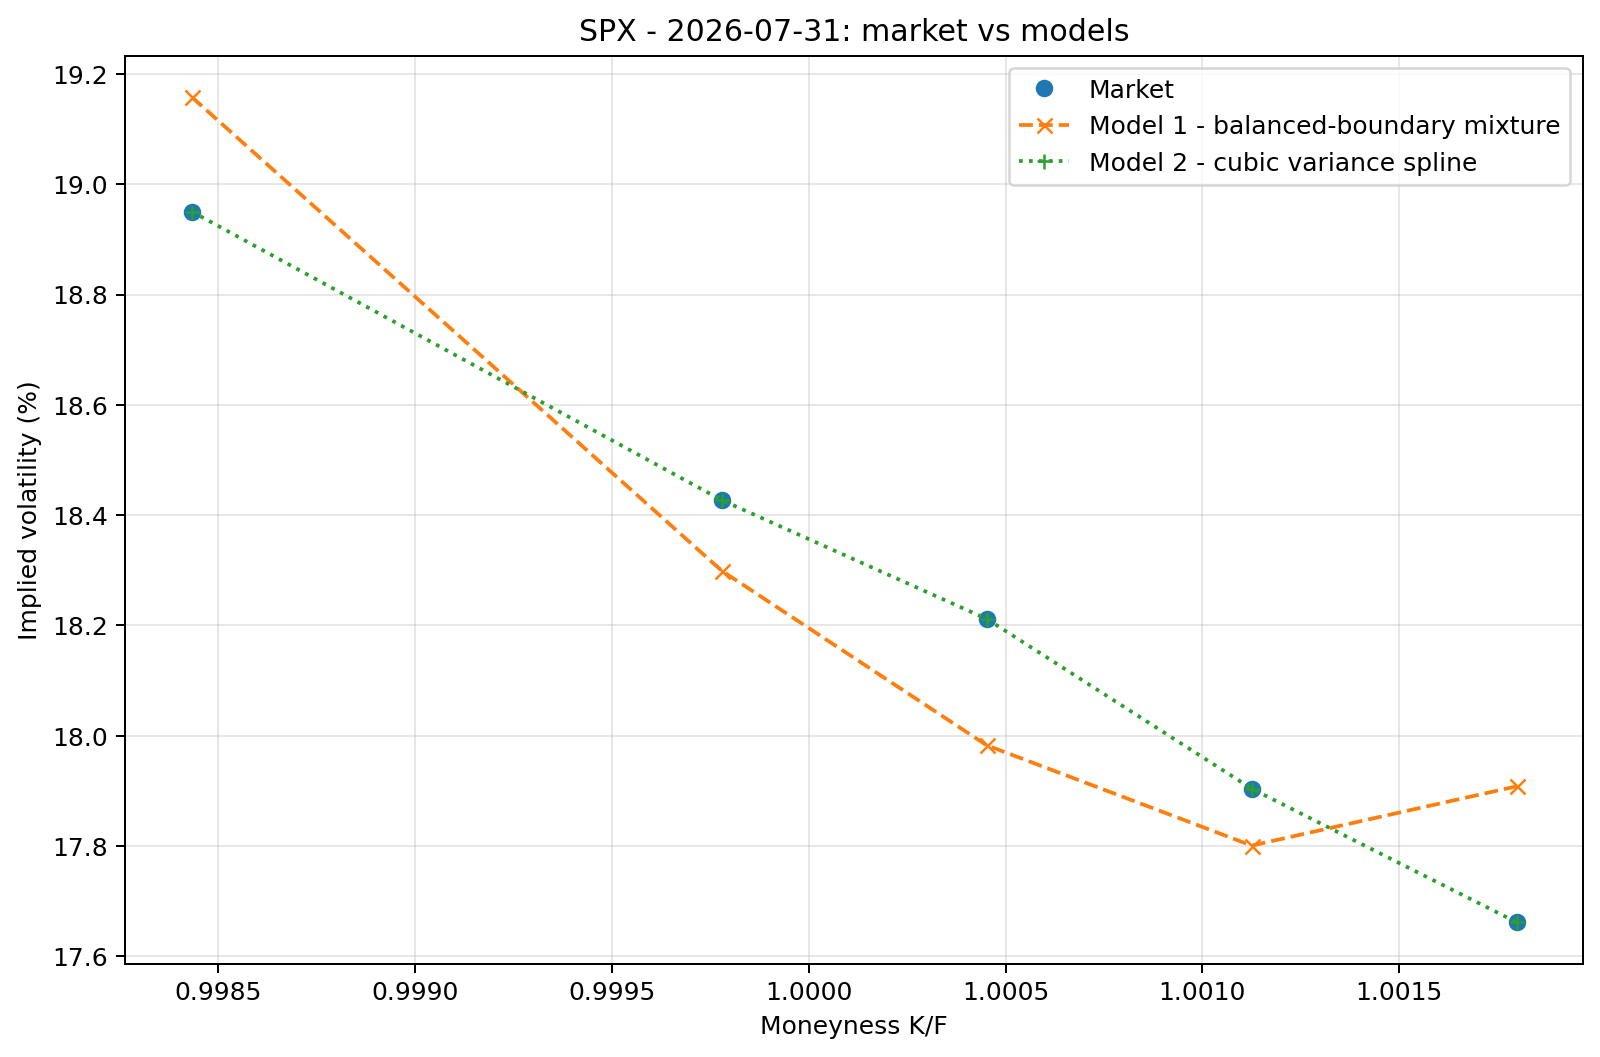 SPX - 2026-07-31: market vs models
Market
Model 1 - balanced-boundary mixture
Model 2 - cubic variance spline
Implied volatility (%)
19.2
19.0
18.8
18.6
18.4
18.2
18.0
17.8
17.6
0.9985 0.9990 0.9995 1.0000 1.0005 1.0010 1.0015
Moneyness K/F